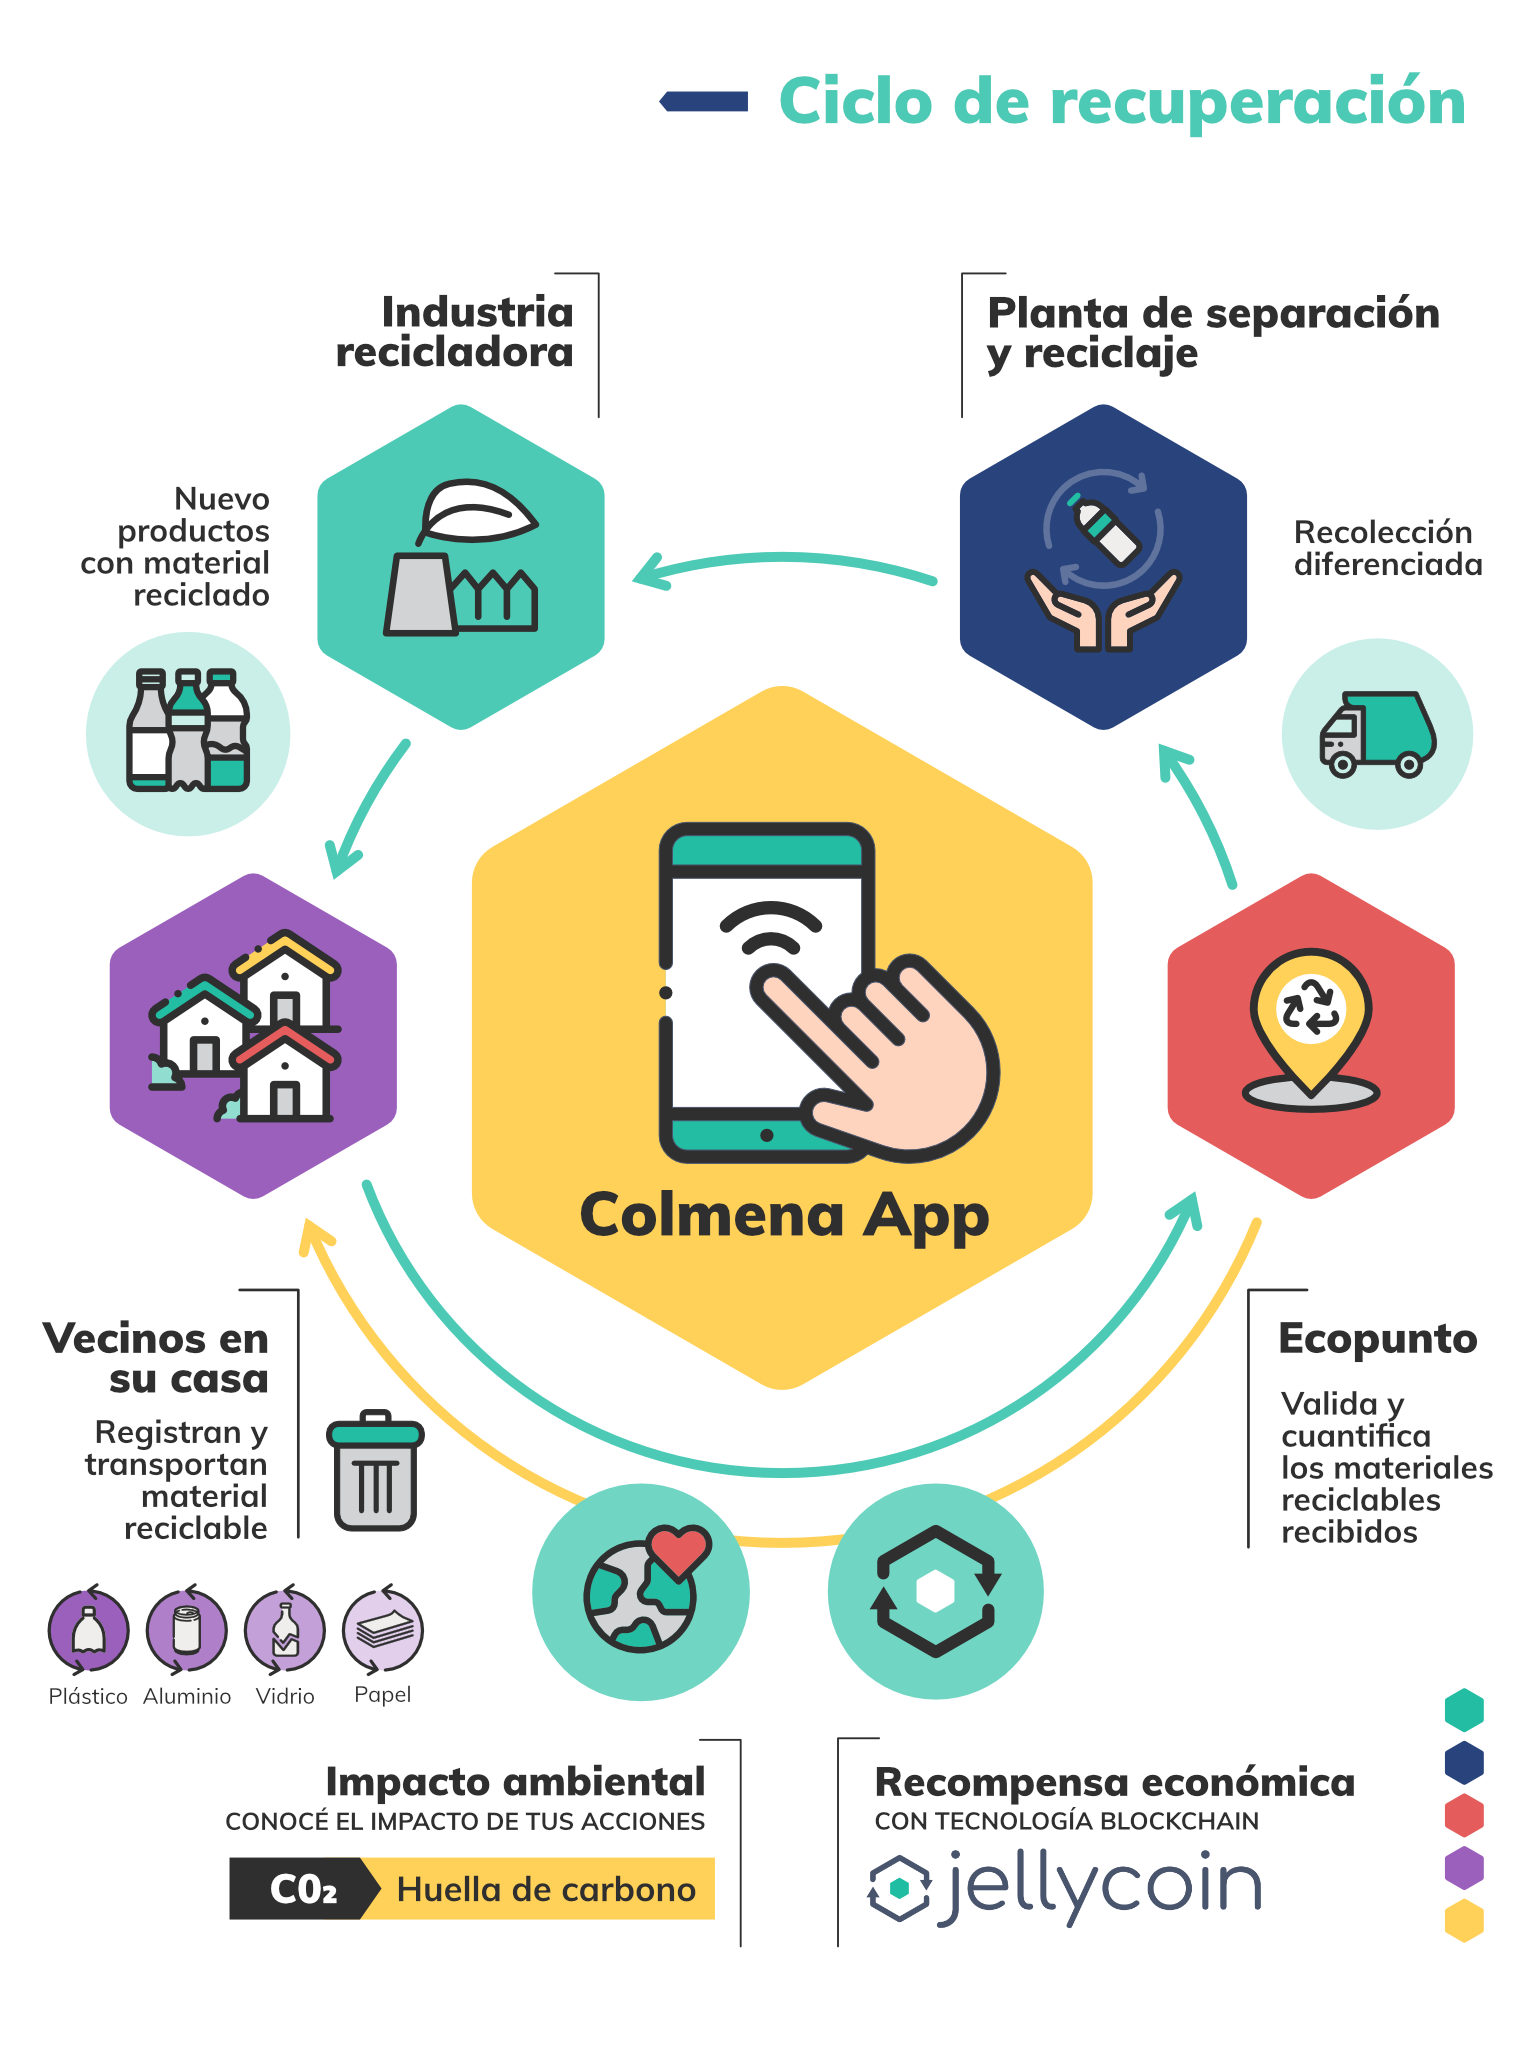 Ciclo de recuperación
Industria
recicladora
Planta de separación
y reciclaje
Nuevo
productos
con material
reciclado
Recolección
diferenciada
Colmena App
Vecinos en
su casa
Registran y
transportan
material
reciclable
Plástico
Aluminio
Vidrio
Papel
Ecopunto
Valida y
cuantifica
los materiales
reciclables
recibidos
Impacto ambiental
CONOCÉ EL IMPACTO DE TUS ACCIONES
C0₂ Huella de carbono
Recompensa económica
CON TECNOLOGÍA BLOCKCHAIN
jellycoin